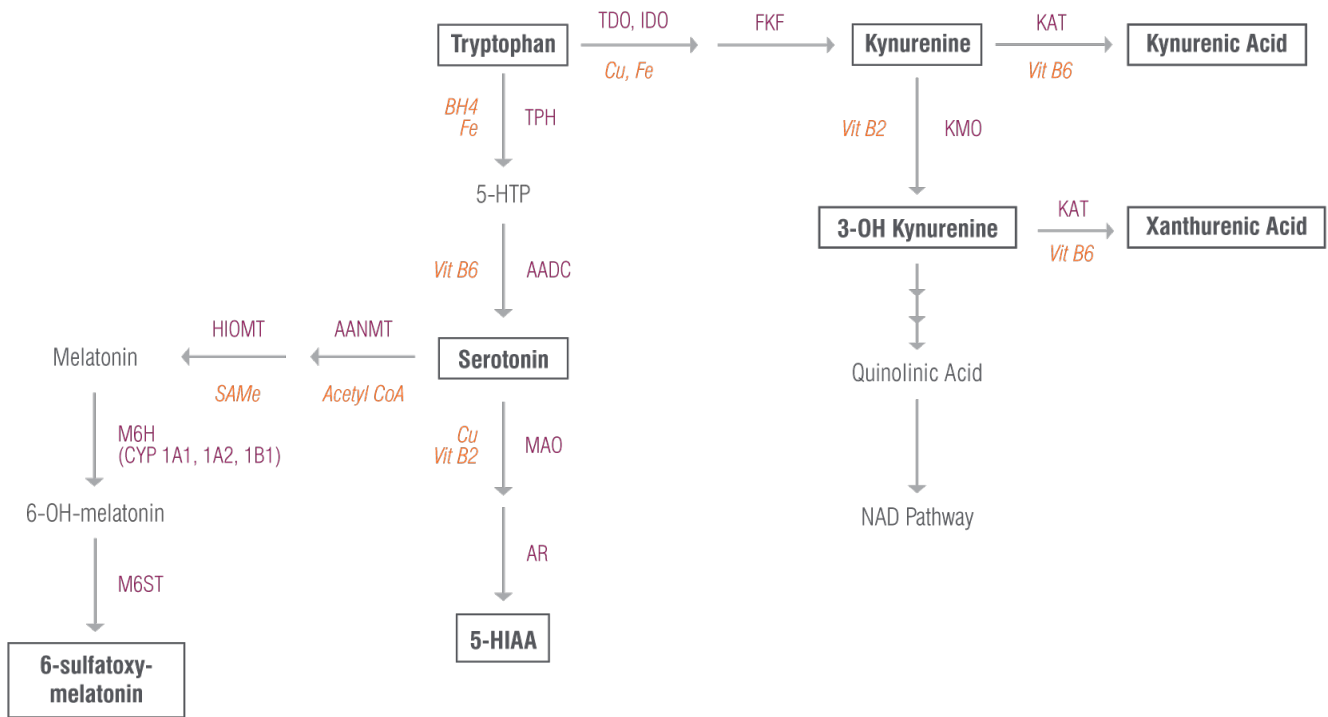 TDO, IDO
FKF
KAT
Tryptophan
Kynurenine
Kynurenic Acid
Cu, Fe
Vit B6
BH4
Fe
TPH
Vit B2
KMO
5-HTP
KAT
3-OH Kynurenine
Xanthurenic Acid
Vit B6
Vit B6
AADC
HIOMT
AANMT
Melatonin
Serotonin
Quinolinic Acid
SAMe
Acetyl CoA
M6H
(CYP 1A1, 1A2, 1B1)
Cu
Vit B2
MAO
6-OH-melatonin
NAD Pathway
AR
M6ST
5-HIAA
6-sulfatoxy-
melatonin